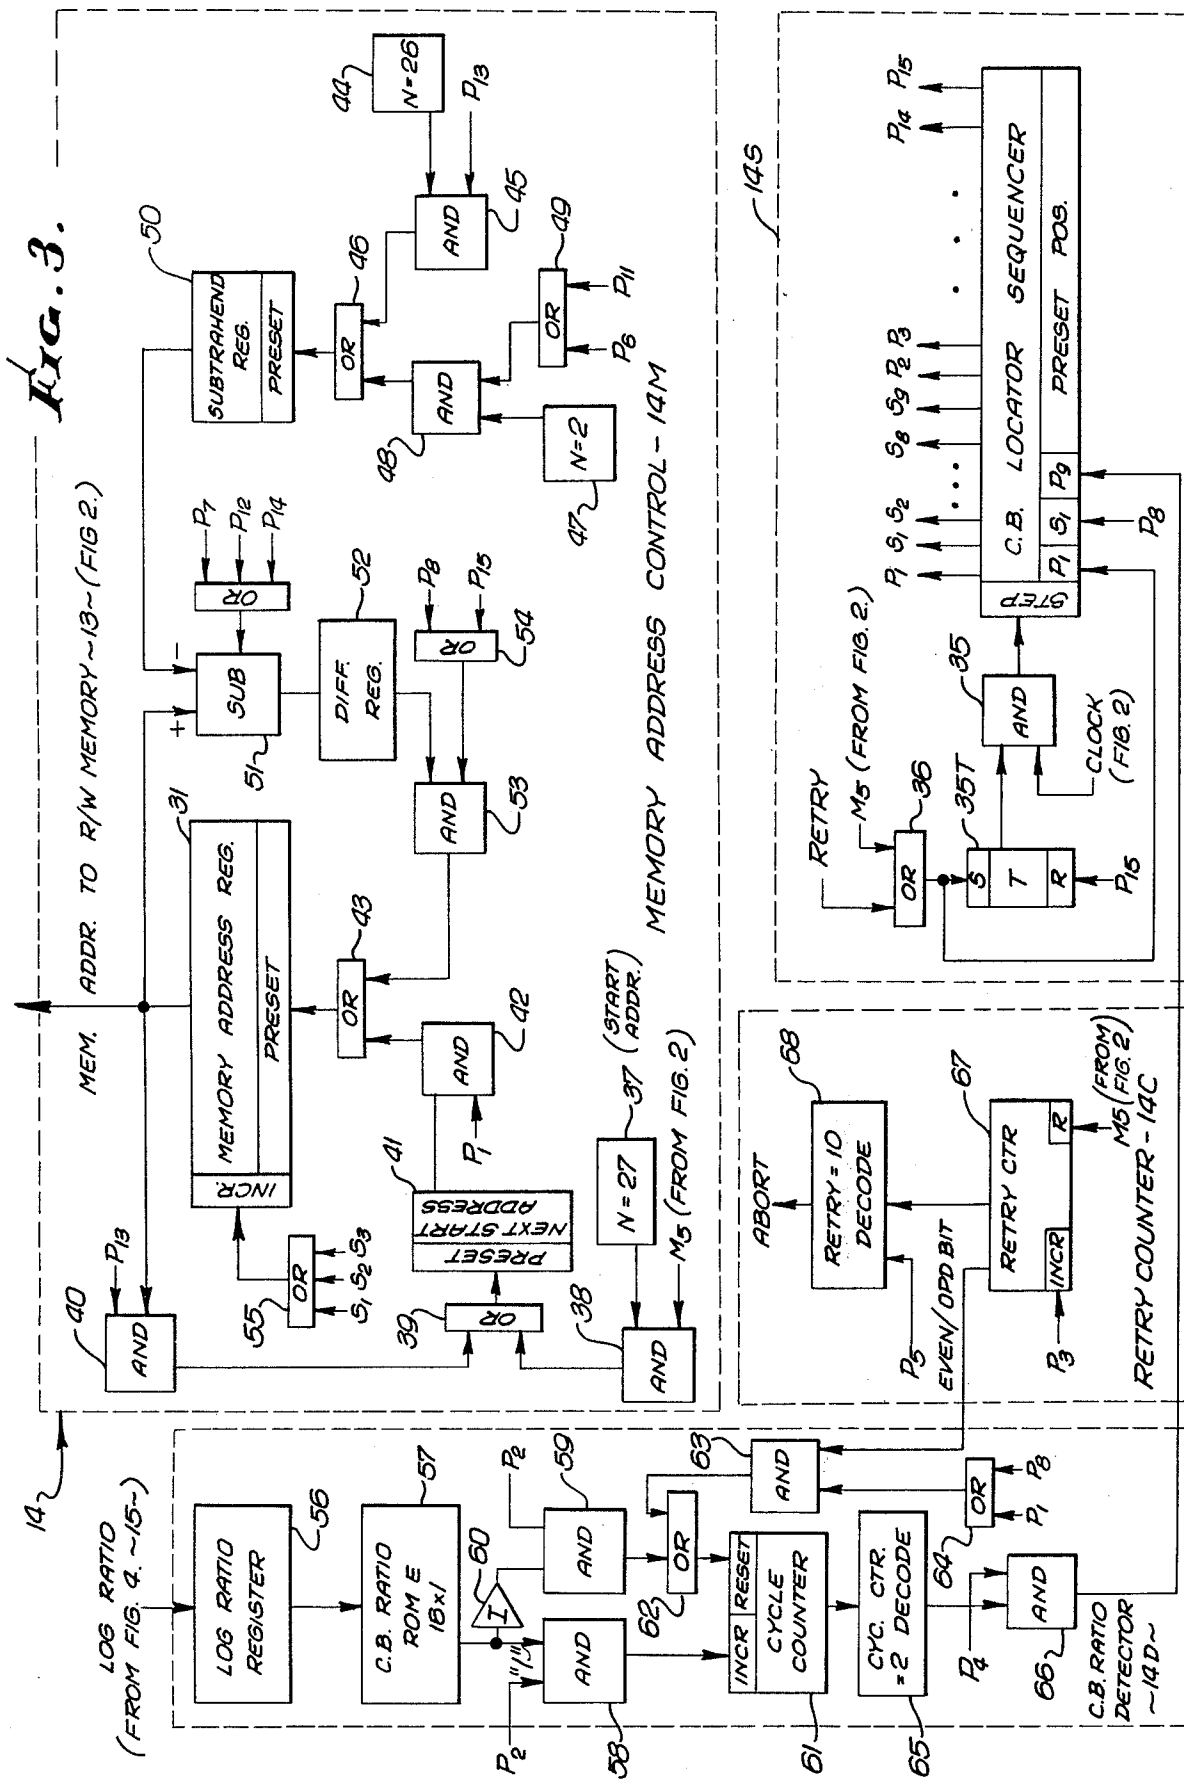 FIG. 3.
14
MEM. ADDR. TO R/W MEMORY ~13~ (FIG 2.)
40
P13
AND
31
INCR.
MEMORY ADDRESS REG.
PRESET
55
OR
S1 S2 S3
43
OR
42
AND
P1
41
PRESET
NEXT START
ADDRESS
39
OR
38
AND
N=27
37 (START
ADDR.)
M5 (FROM FIG. 2)
P7
P12
P14
OR
+
−
SUB
51
52
DIFF.
REG.
P8
P15
OR
54
AND
53
50
SUBTRAHEND
REG.
PRESET
46
OR
44
N=26
P13
AND
45
48
AND
49
OR
P6
P11
47
N=2
MEMORY ADDRESS CONTROL-14M
LOG RATIO
(FROM FIG. 4. ~15~)
LOG RATIO
REGISTER
56
C.B. RATIO
ROM E
18x1
57
60
I
"1"
P2
P2
AND
58
AND
59
62
OR
63
AND
INCR
RESET
CYCLE
COUNTER
61
CYC. CTR.
=2 DECODE
65
64
OR
P1
P8
P4
AND
66
C.B. RATIO
DETECTOR
~14D~
ABORT
68
RETRY=10
DECODE
P5
EVEN/OPD BIT
67
RETRY CTR
INCR
R
P3
M5 (FROM
FIG. 2)
RETRY COUNTER-14C
14S
RETRY
M5 (FROM FIG. 2.)
OR
36
35T
S
T
R
P15
35
AND
CLOCK
(FIG. 2)
P1 S1 S2 S8 S9 P2 P3 P14 P15
STEP
C.B. LOCATOR SEQUENCER
P1 S1 P9 PRESET POS.
P8